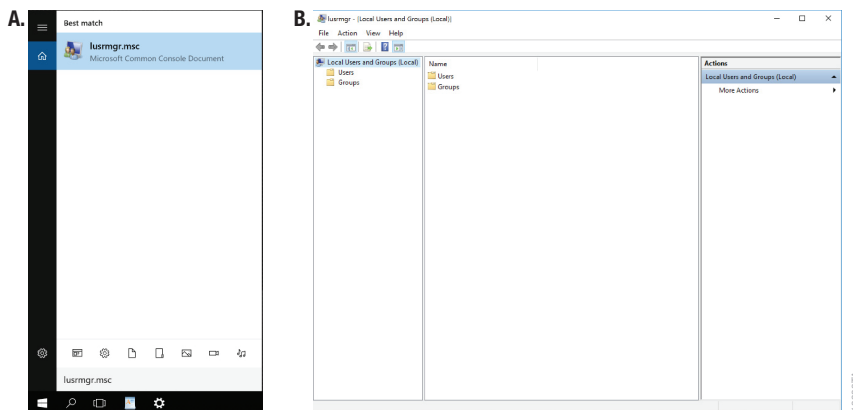 A.
Best match
lusrmgr.msc
Microsoft Common Console Document
lusrmgr.msc
B.
lusrmgr - [Local Users and Groups (Local)]
File Action View Help
Local Users and Groups (Local)
Users
Groups
Name
Users
Groups
Actions
Local Users and Groups (Local)
More Actions